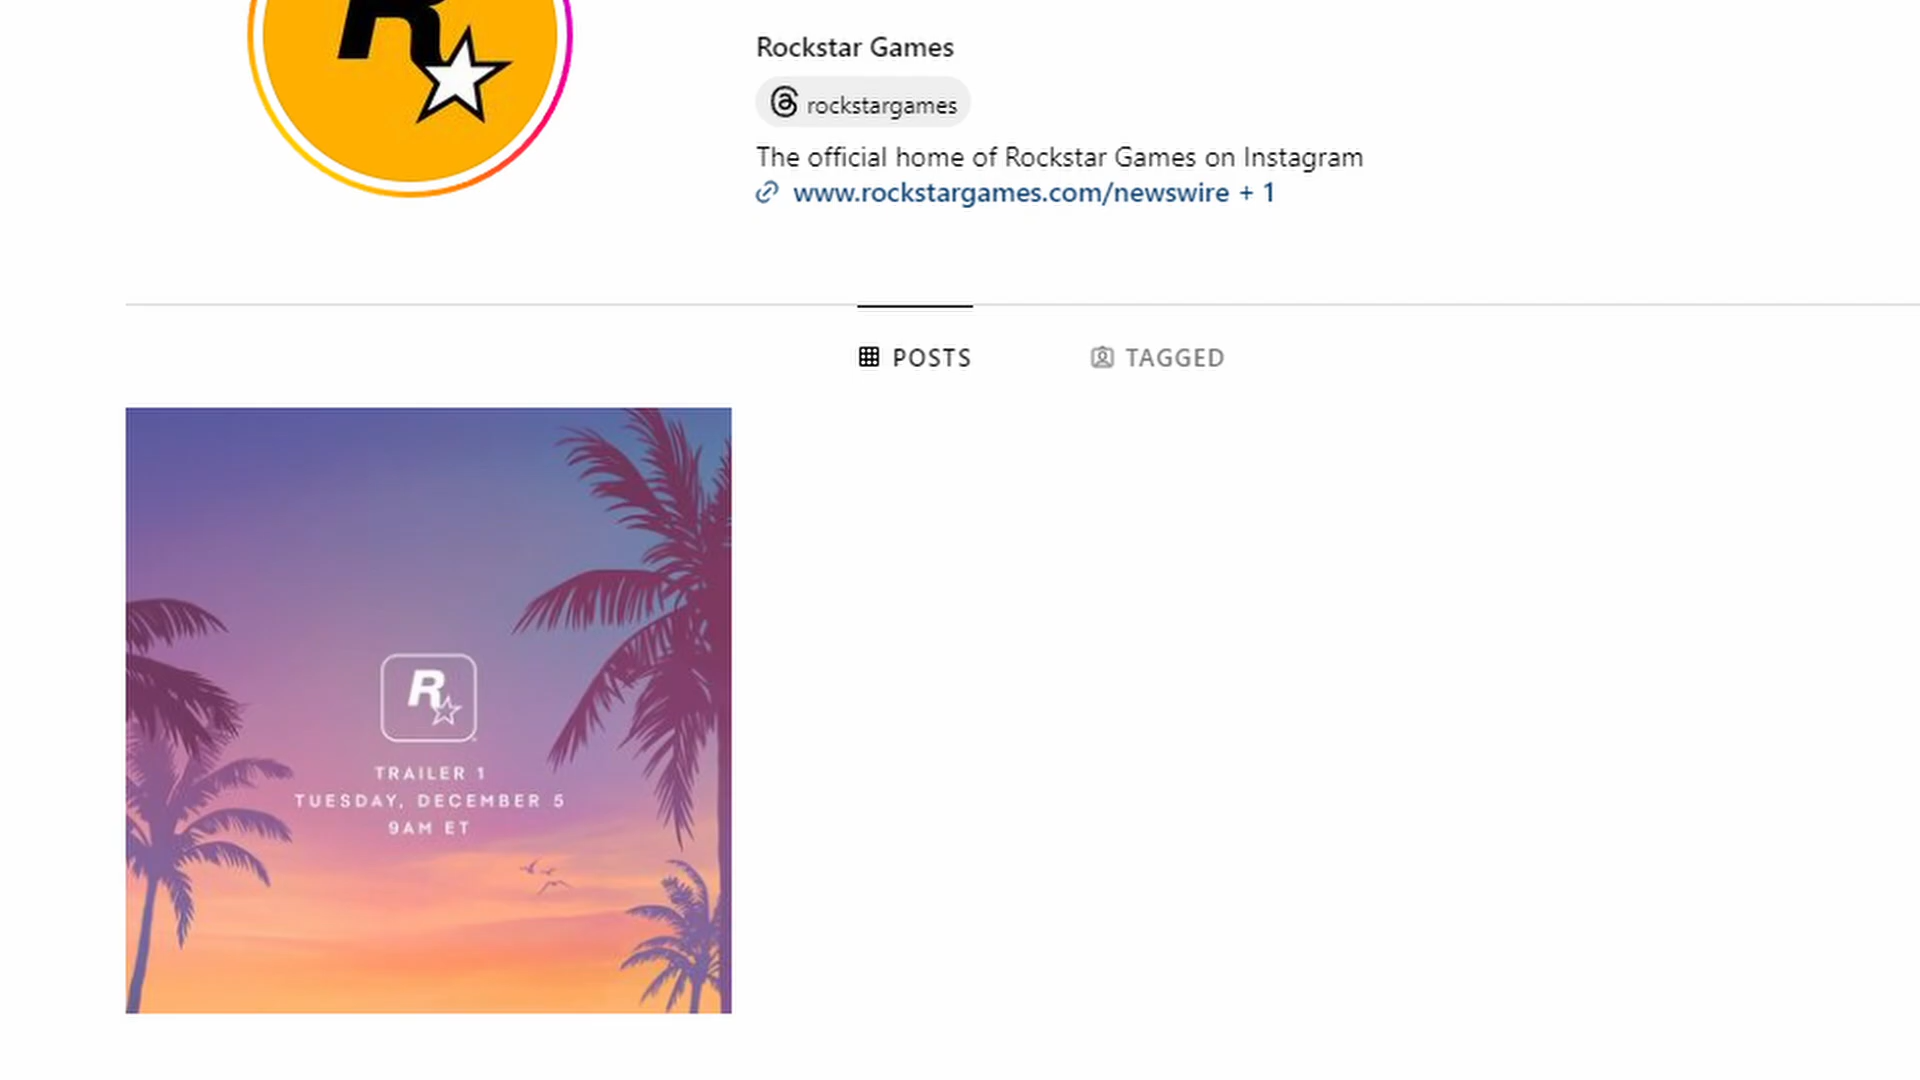 R
Rockstar Games
rockstargames
The official home of Rockstar Games on Instagram
www.rockstargames.com/newswire + 1
POSTS
TAGGED
R
TRAILER 1
TUESDAY, DECEMBER 5
9AM ET